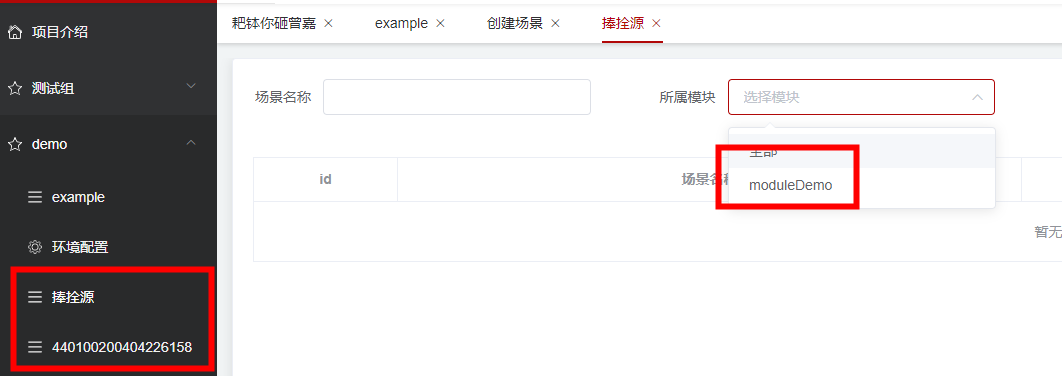 项目介绍
测试组
demo
example
环境配置
捧拴源
440100200404226158
耙钵你砸曾嘉 ×
example ×
创建场景 ×
捧拴源 ×
场景名称
所属模块 选择模块
全部
moduleDemo
id 场景名
暂无